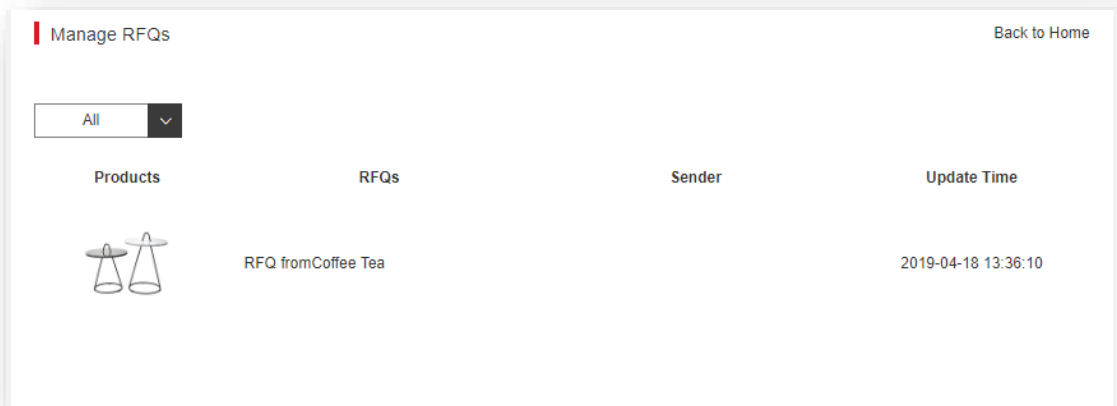 Manage RFQs
Back to Home
All
Products RFQs Sender Update Time
RFQ fromCoffee Tea 2019-04-18 13:36:10